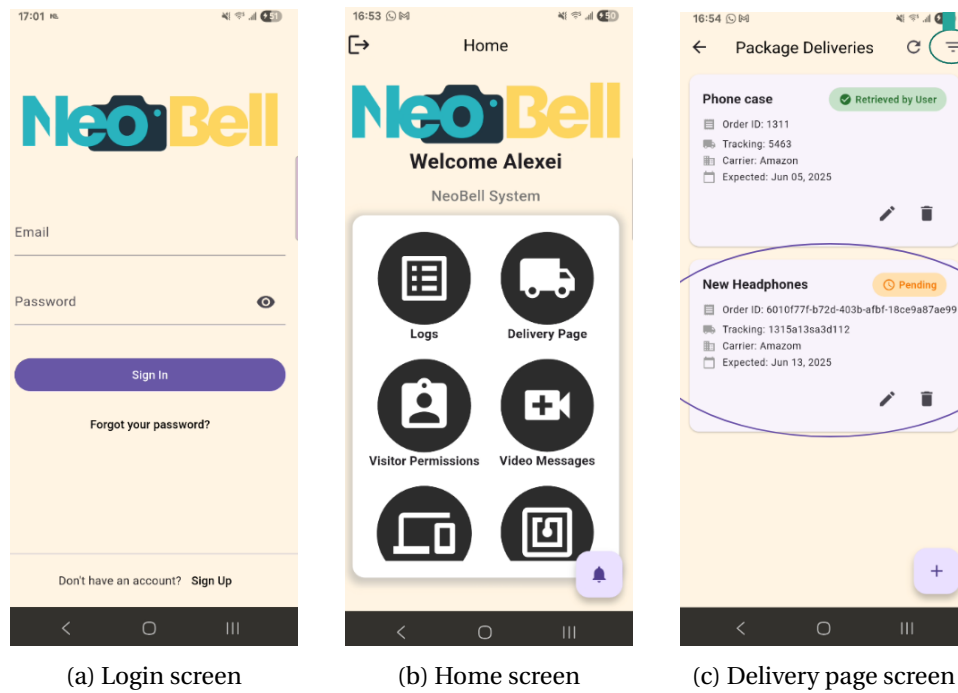 17:01
51
NeoBell
Email
Password
Sign In
Forgot your password?
Don't have an account? Sign Up
(a) Login screen
16:53
50
Home
NeoBell
Welcome Alexei
NeoBell System
Logs
Delivery Page
Visitor Permissions
Video Messages
(b) Home screen
16:54
Package Deliveries
Phone case
Retrieved by User
Order ID: 1311
Tracking: 5463
Carrier: Amazon
Expected: Jun 05, 2025
New Headphones
Pending
Order ID: 6010f77f-b72d-403b-afbf-18ce9a87ae99
Tracking: 1315a13sa3d112
Carrier: Amazom
Expected: Jun 13, 2025
(c) Delivery page screen